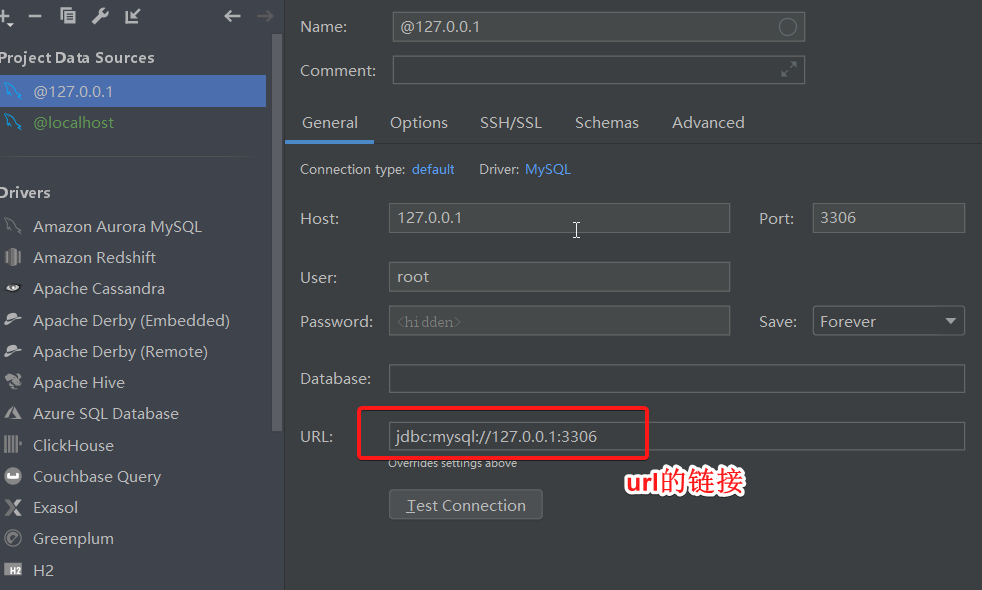 Project Data Sources
@127.0.0.1
@localhost
Drivers
Amazon Aurora MySQL
Amazon Redshift
Apache Cassandra
Apache Derby (Embedded)
Apache Derby (Remote)
Apache Hive
Azure SQL Database
ClickHouse
Couchbase Query
Exasol
Greenplum
H2 H2
Name: @127.0.0.1
Comment:
General Options SSH/SSL Schemas Advanced
Connection type: default Driver: MySQL
Host: 127.0.0.1 Port: 3306
User: root
Password: <hidden> Save: Forever
Database:
URL: jdbc:mysql://127.0.0.1:3306
Overrides settings above
url的链接
Test Connection